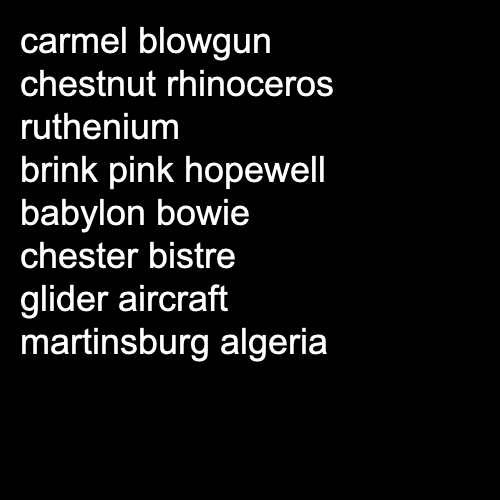 carmel blowgun
chestnut rhinoceros
ruthenium
brink pink hopewell
babylon bowie
chester bistre
glider aircraft
martinsburg algeria